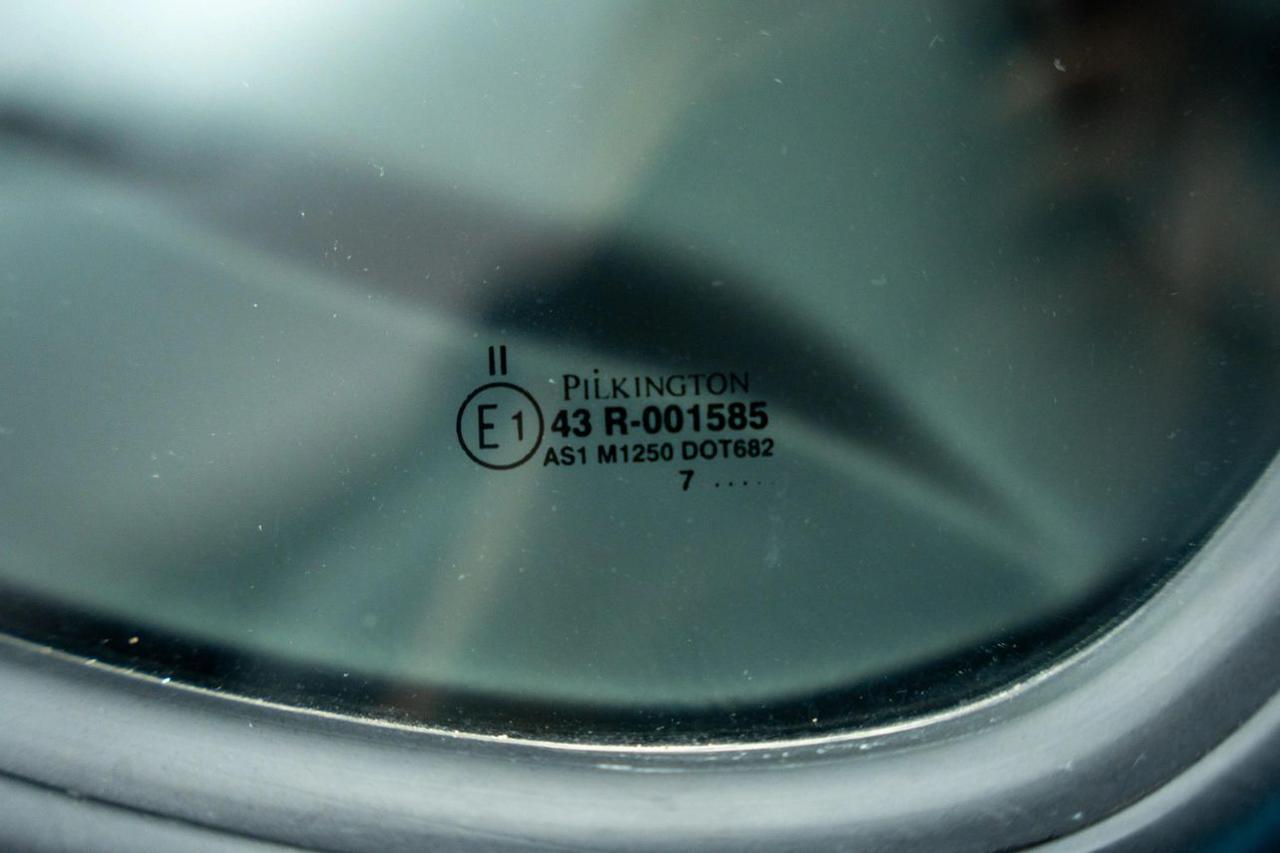 II
PILKINGTON
E1 43 R-001585
AS1 M1250 DOT682
7 .....